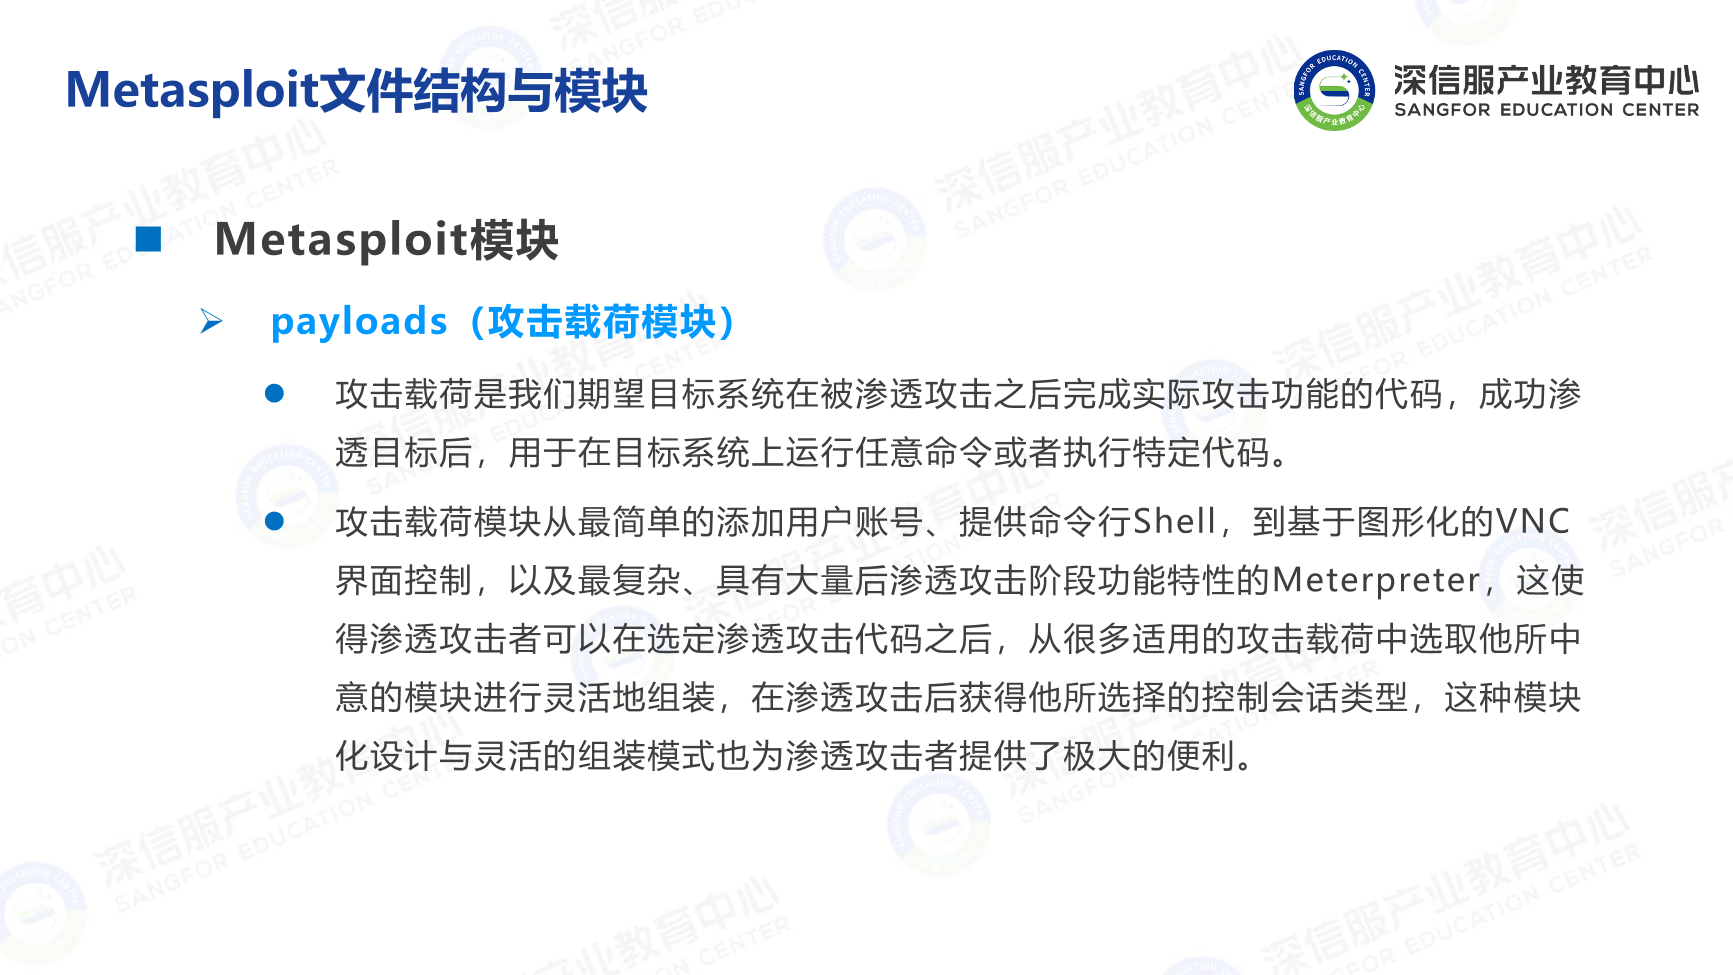 Metasploit文件结构与模块
深信服产业教育中心
SANGFOR EDUCATION CENTER
Metasploit模块
payloads（攻击载荷模块）
攻击载荷是我们期望目标系统在被渗透攻击之后完成实际攻击功能的代码，成功渗
透目标后，用于在目标系统上运行任意命令或者执行特定代码。
攻击载荷模块从最简单的添加用户账号、提供命令行Shell，到基于图形化的VNC
界面控制，以及最复杂、具有大量后渗透攻击阶段功能特性的Meterpreter，这使
得渗透攻击者可以在选定渗透攻击代码之后，从很多适用的攻击载荷中选取他所中
意的模块进行灵活地组装，在渗透攻击后获得他所选择的控制会话类型，这种模块
化设计与灵活的组装模式也为渗透攻击者提供了极大的便利。